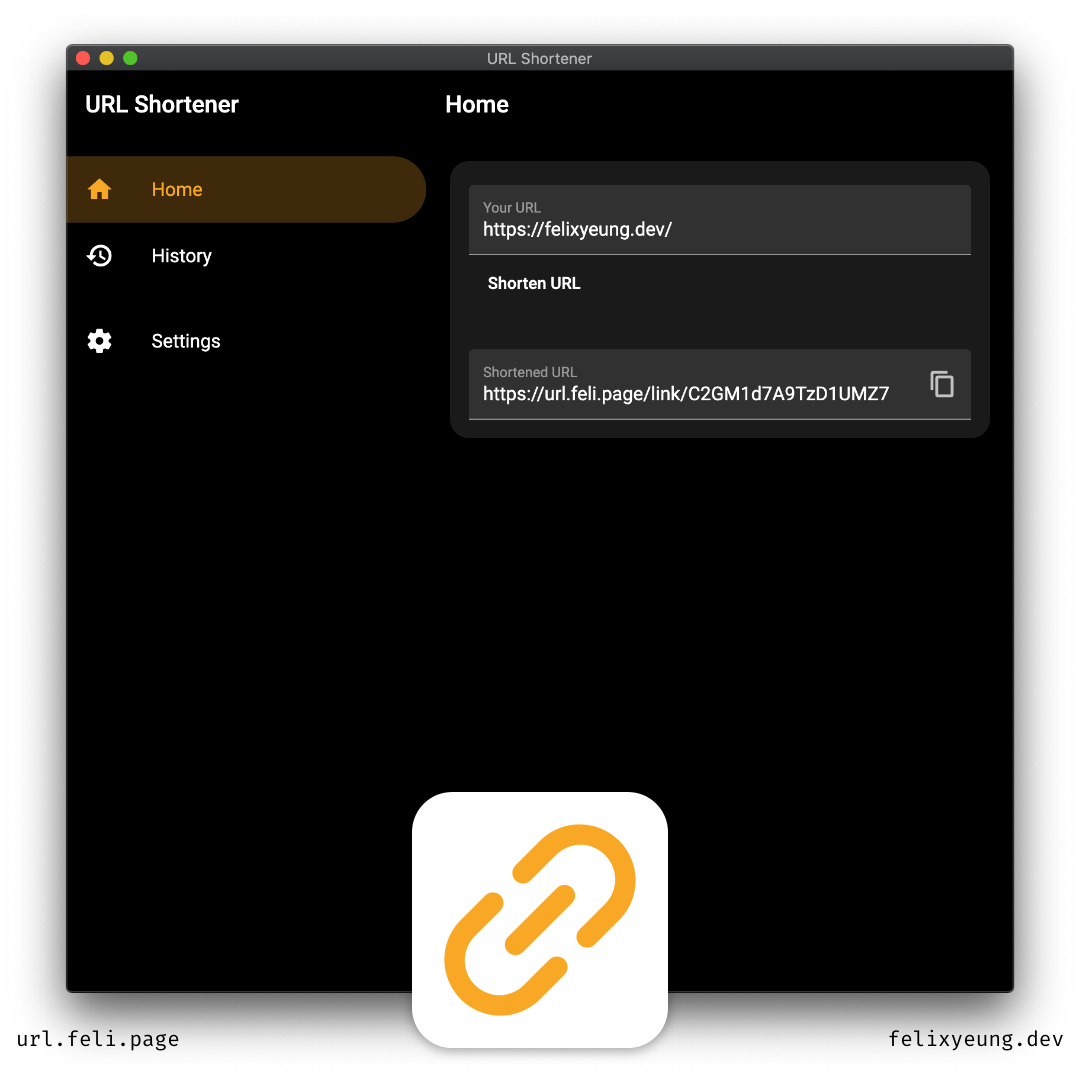 URL Shortener
URL Shortener
Home
Home
History
Settings
Your URL
https://felixyeung.dev/
Shorten URL
Shortened URL
https://url.feli.page/link/C2GM1d7A9TzD1UMZ7
url.feli.page
felixyeung.dev